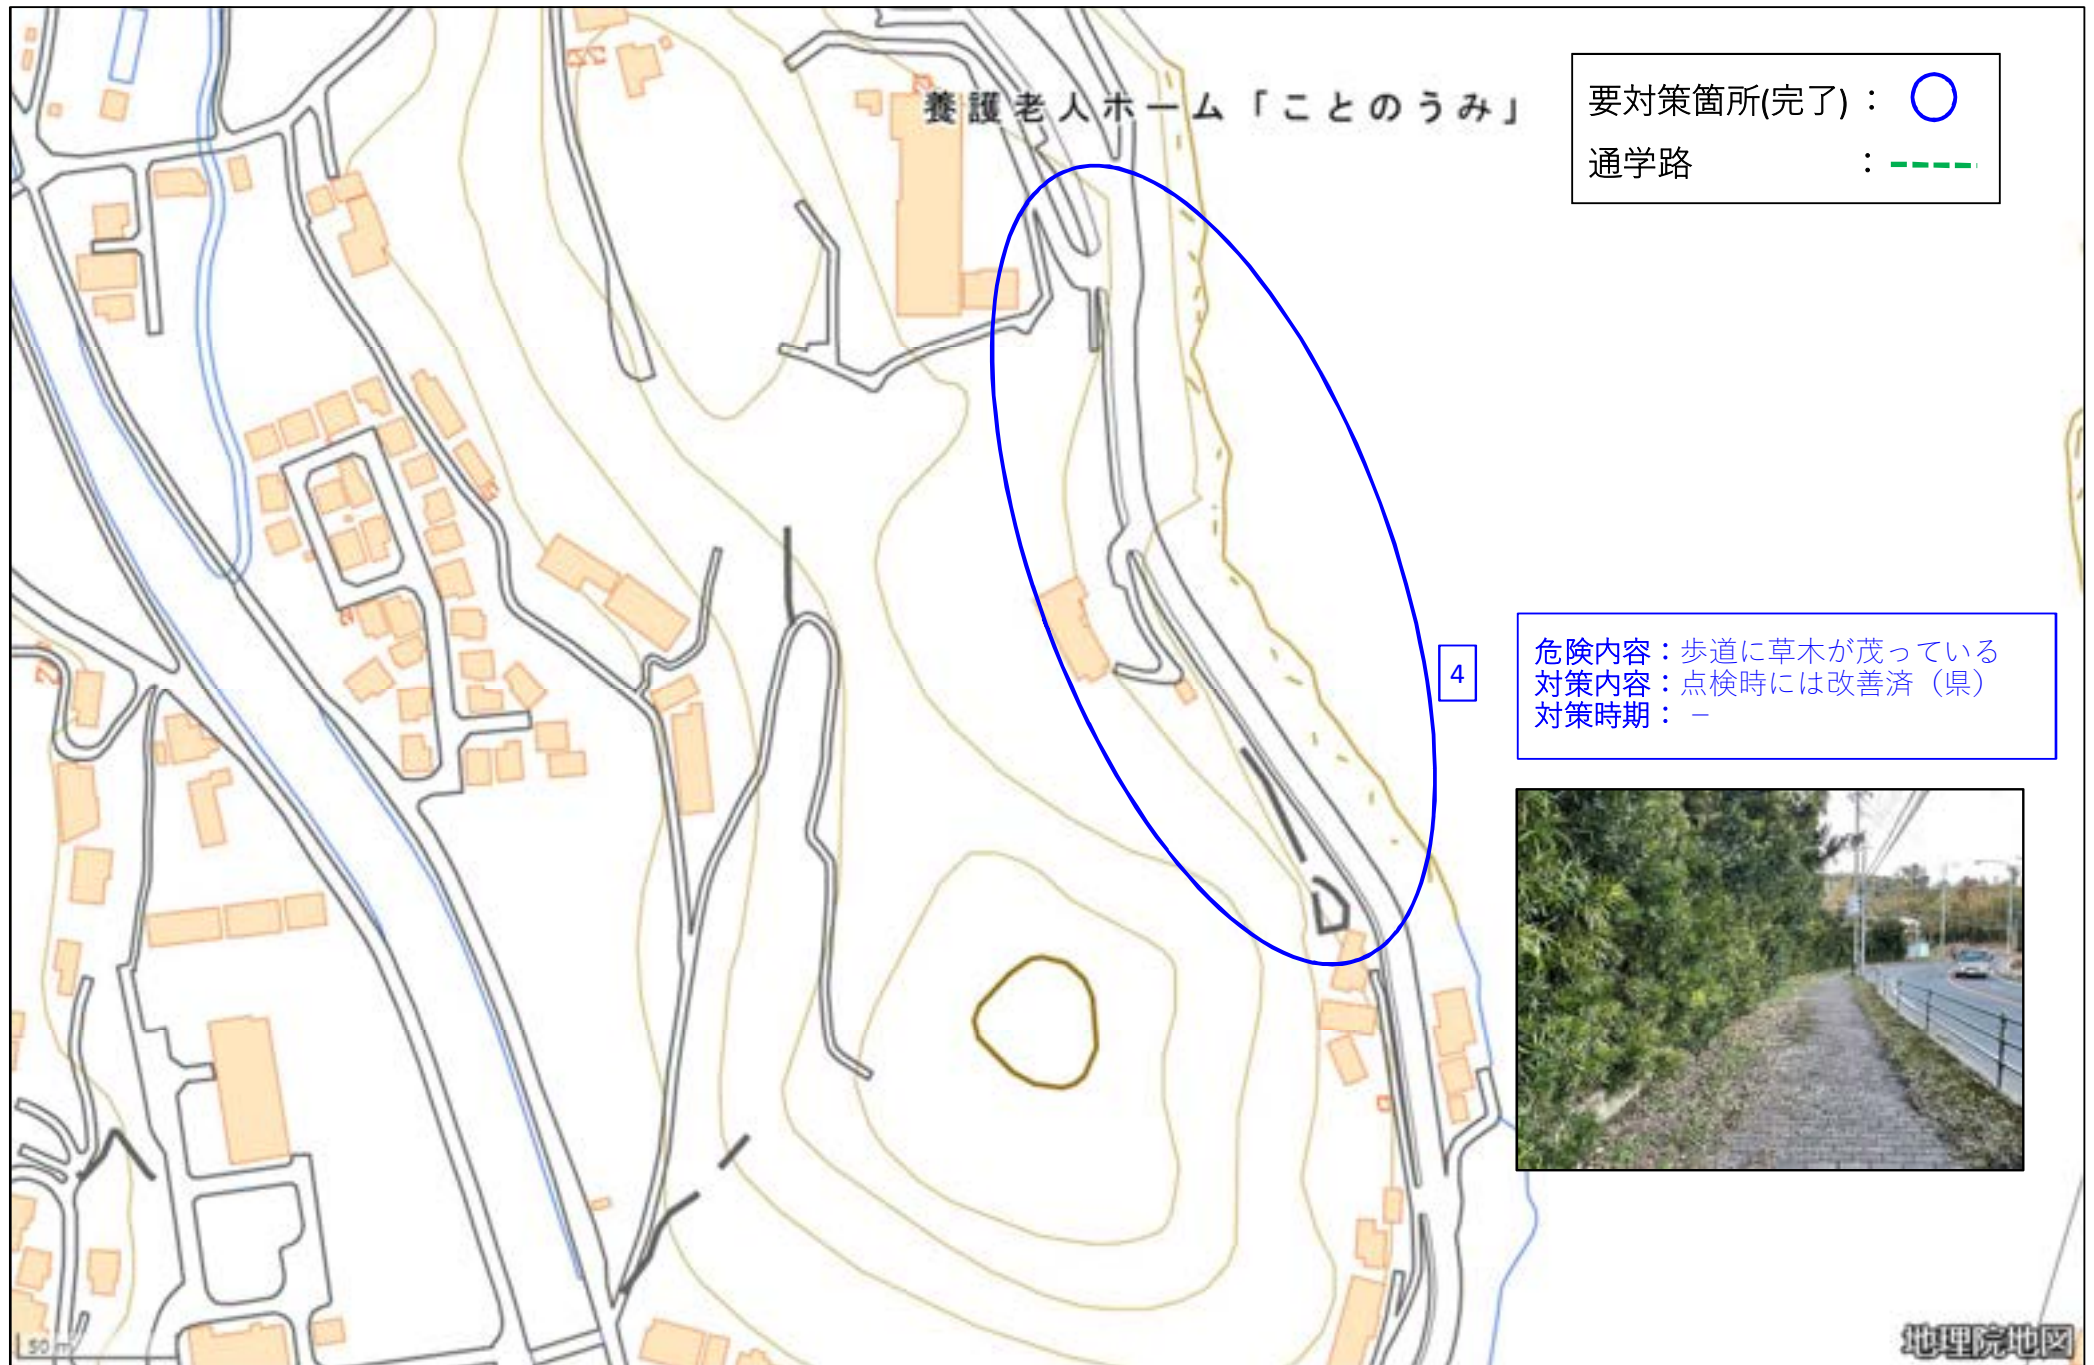 養護老人ホーム「ことのうみ」
要対策箇所(完了)：
通学路：
4
危険内容：歩道に草木が茂っている
対策内容：点検時には改善済（県）
対策時期： －
50 m
地理院地図